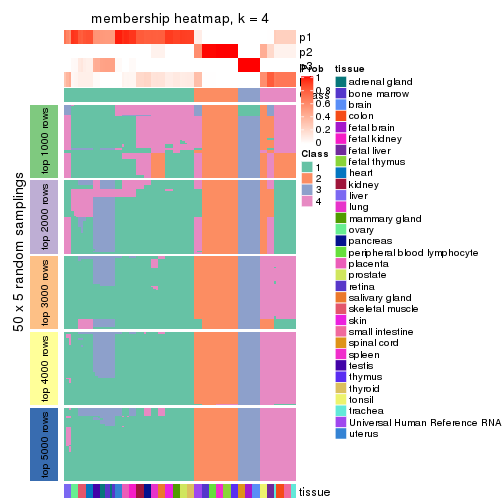 membership heatmap, k = 4
p1
p2
p3
Prob
1
0.8
0.6
0.4
0.2
0
Class
1
2
3
4
tissue
adrenal gland
bone marrow
brain
colon
fetal brain
fetal kidney
fetal liver
fetal thymus
heart
kidney
liver
lung
mammary gland
ovary
pancreas
peripheral blood lymphocyte
placenta
prostate
retina
salivary gland
skeletal muscle
skin
small intestine
spinal cord
spleen
testis
thymus
thyroid
tonsil
trachea
Universal Human Reference RNA
uterus
50 x 5 random samplings
top 1000 rows
top 2000 rows
top 3000 rows
top 4000 rows
top 5000 rows
tissue